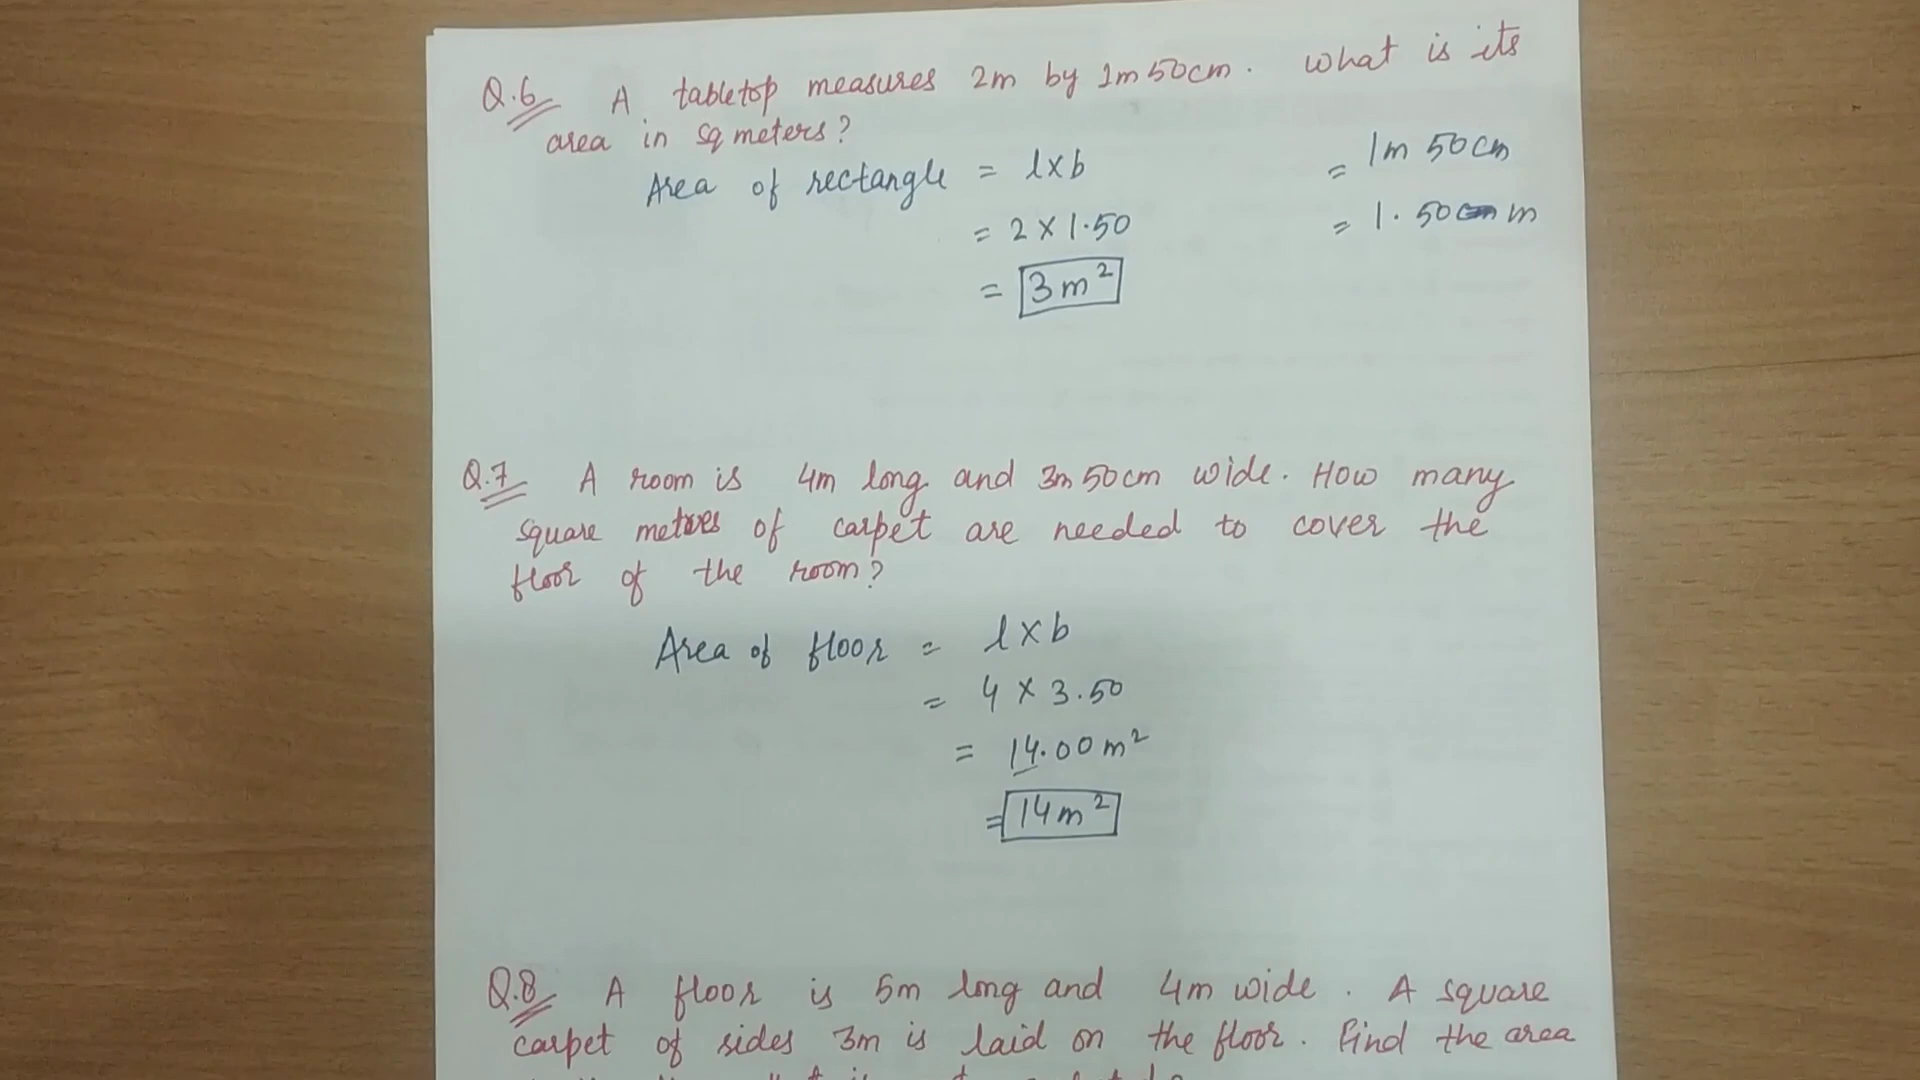 Q.6 A tabletop measures 2m by 1m 50cm. What is its
area in sq meters?
Area of rectangle = l×b
= 1m 50cm
= 2 × 1.50
= 1.50 m
= 3m²
Q.7 A room is 4m long and 3m 50cm wide. How many
square metres of carpet are needed to cover the
floor of the room?
Area of floor = l×b
= 4 × 3.50
= 14.00 m²
= 14m²
Q.8 A floor is 5m long and 4m wide. A square
carpet of sides 3m is laid on the floor. Find the area